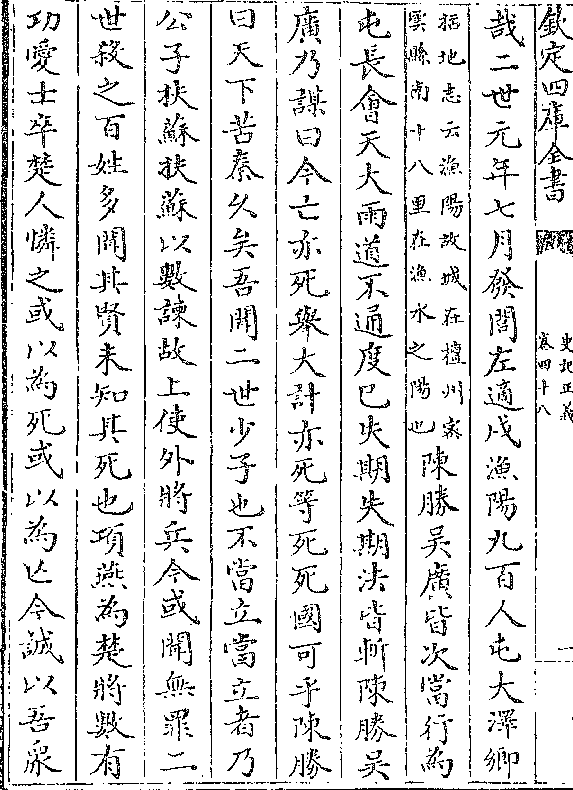 欽定四庫全書
史記正義
卷四十八
哉二世元年七月發閭左適戍漁陽九百人屯大澤鄉
括地志云漁陽故城在檀州密
雲縣南十八里在漁水之陽也
陳勝吳廣皆次當行為
屯長會天大雨道不通度已失期失期法皆斬陳勝吳
廣乃謀曰今亡亦死舉大計亦死等死死國可乎陳勝
曰天下苦秦久矣吾聞二世少子也不當立當立者乃
公子扶蘇扶蘇以數諫故上使外將兵今或聞無罪二
世殺之百姓多聞其賢未知其死也項燕為楚將數有
功愛士卒楚人憐之或以為死或以為亡今誠以吾眾